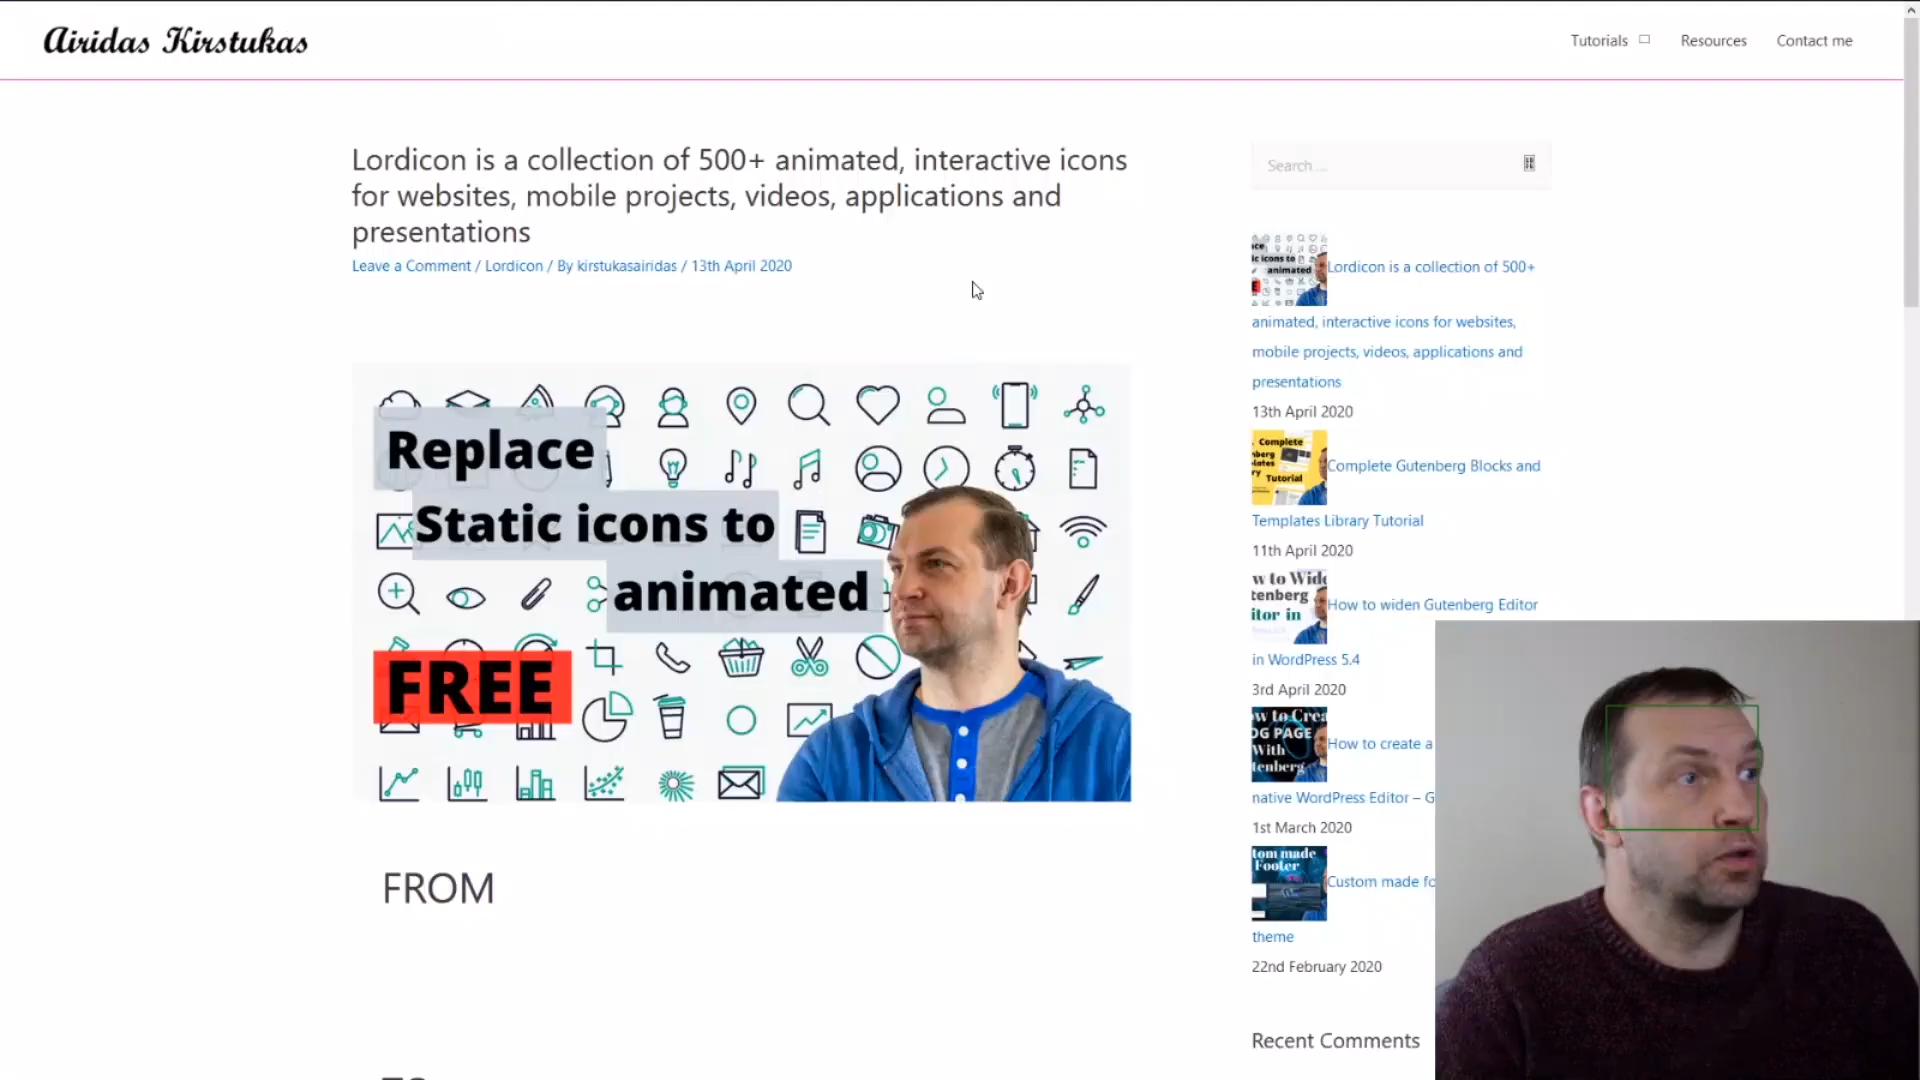 Airidas Kirstukas
Tutorials
Resources
Contact me
Lordicon is a collection of 500+ animated, interactive icons
for websites, mobile projects, videos, applications and
presentations
Leave a Comment / Lordicon / By kirstukasairidas / 13th April 2020
Replace
Static icons to
animated
FREE
FROM
Search ...
Lordicon is a collection of 500+
animated, interactive icons for websites,
mobile projects, videos, applications and
presentations
13th April 2020
Complete
Tutorial
Complete Gutenberg Blocks and
Templates Library Tutorial
11th April 2020
How to widen Gutenberg Editor
in WordPress 5.4
3rd April 2020
With
How to create a
native WordPress Editor – G
1st March 2020
Footer
Custom made fo
theme
22nd February 2020
Recent Comments